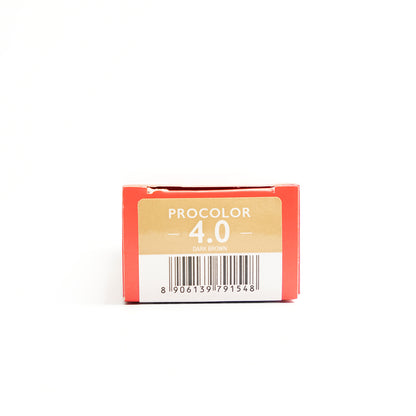 PROCOLOR
- 4.0 -
DARK BROWN
8 906139 791548